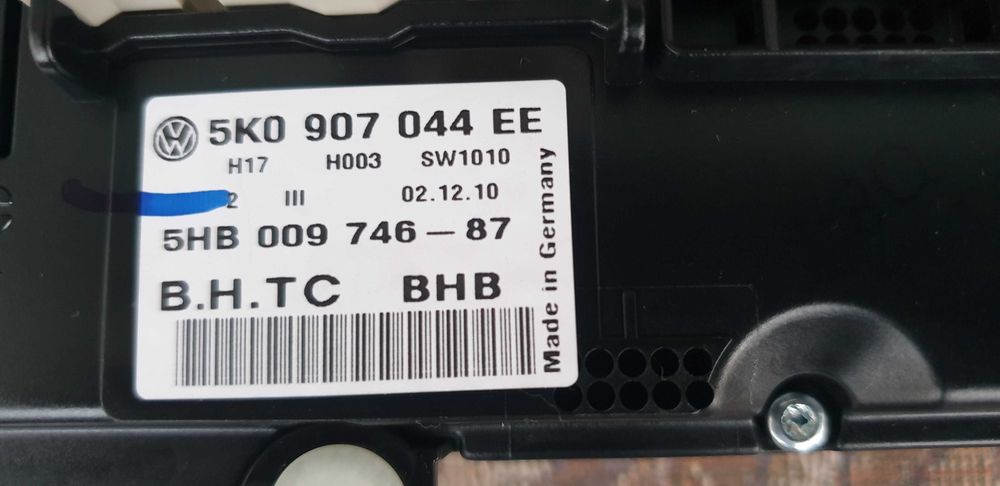 5K0 907 044 EE
H17 H003 SW1010
2 III 02.12.10
5HB 009 746-87
B.H.TC BHB
Made in Germany